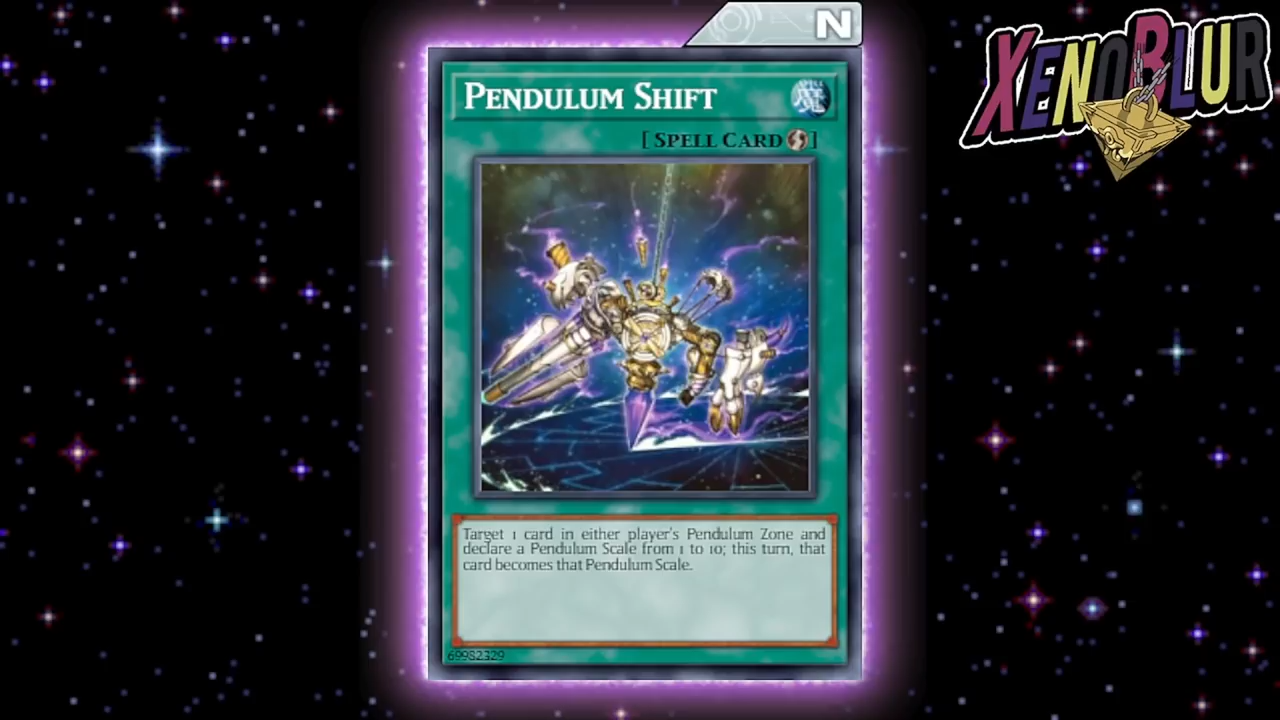 N
XENOBLUR
PENDULUM SHIFT
[ SPELL CARD ]
Target 1 card in either player's Pendulum Zone and
declare a Pendulum Scale from 1 to 10; this turn, that
card becomes that Pendulum Scale.
69982329